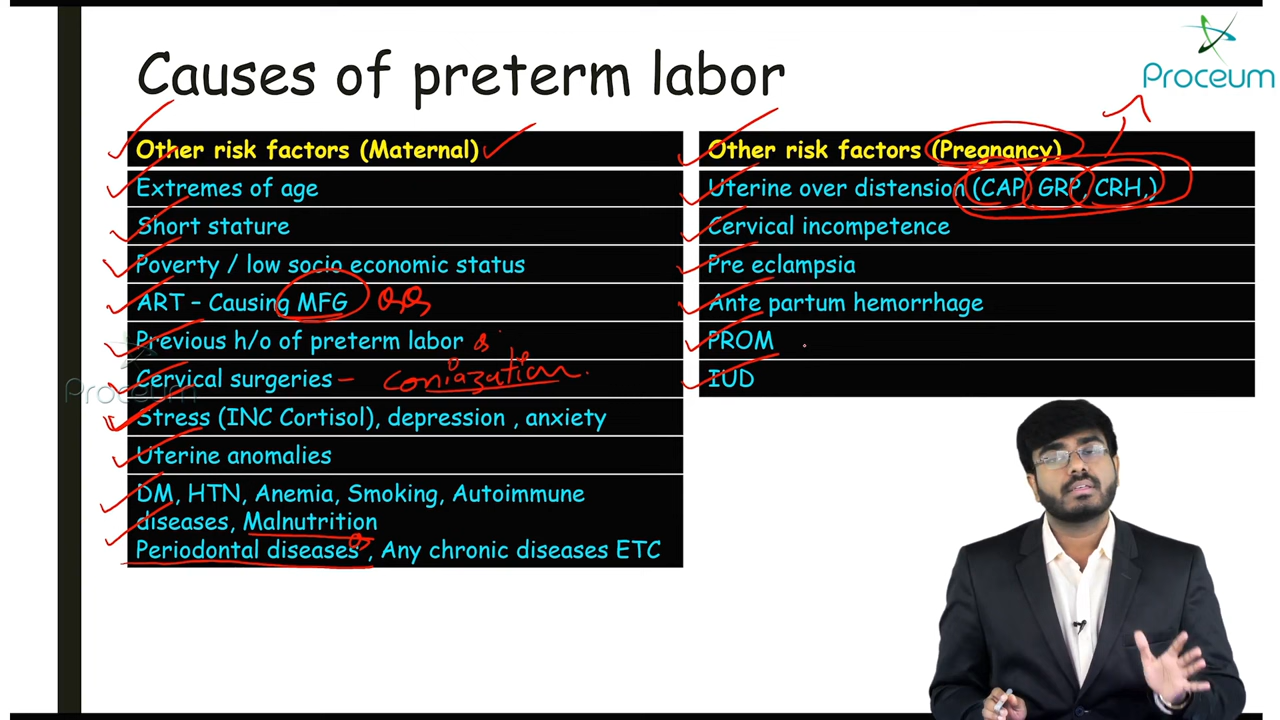 Causes of preterm labor
Proceum
Other risk factors (Maternal)
Extremes of age
Short stature
Poverty / low socio economic status
ART – Causing MFG
Previous h/o of preterm labor
Cervical surgeries – coniazation.
Stress (INC Cortisol), depression , anxiety
Uterine anomalies
DM, HTN, Anemia, Smoking, Autoimmune
diseases, Malnutrition
Periodontal diseases , Any chronic diseases ETC
Other risk factors (Pregnancy)
Uterine over distension (CAP, GRP, CRH,)
Cervical incompetence
Pre eclampsia
Ante partum hemorrhage
PROM
IUD
Proceum